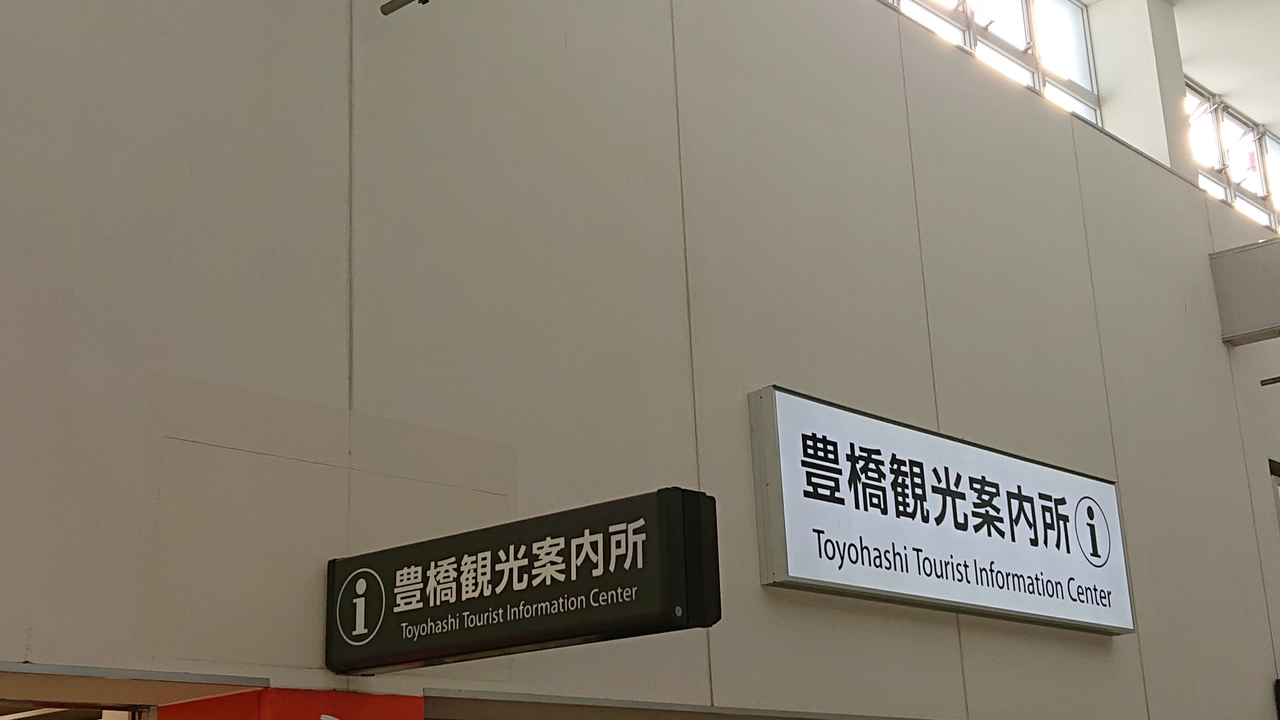 豊橋観光案内所
Toyohashi Tourist Information Center
豊橋観光案内所
Toyohashi Tourist Information Center